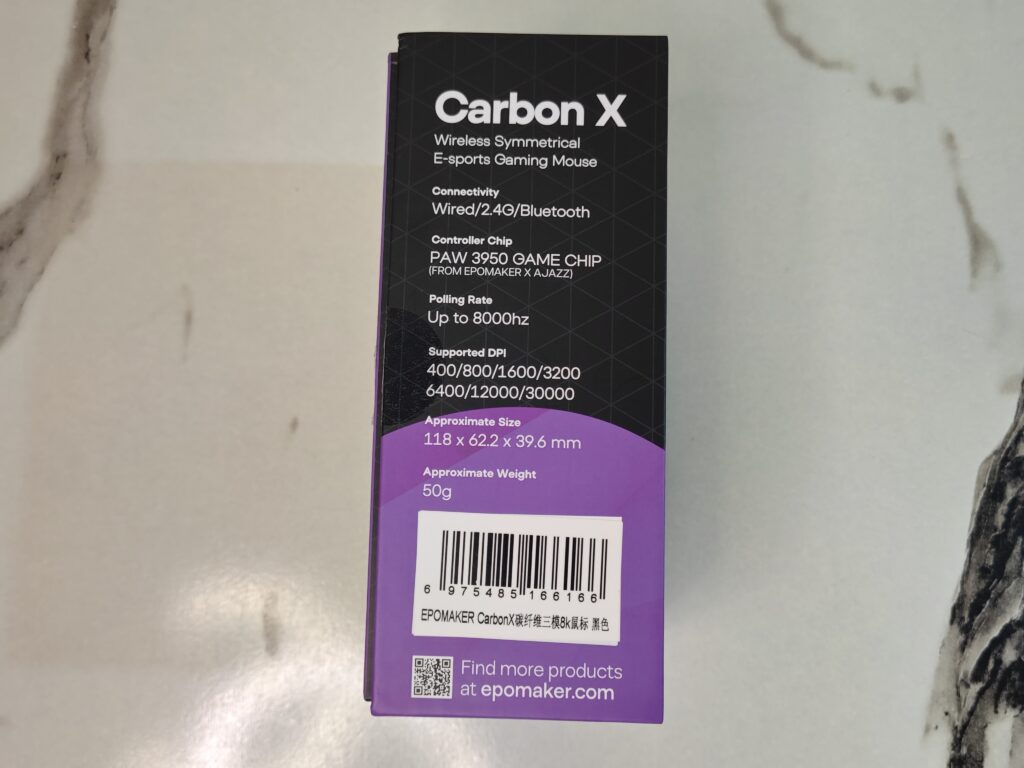 Carbon X
Wireless Symmetrical
E-sports Gaming Mouse
Connectivity
Wired/2.4G/Bluetooth
Controller Chip
PAW 3950 GAME CHIP
(FROM EPOMAKER X AJAZZ)
Polling Rate
Up to 8000hz
Supported DPI
400/800/1600/3200
6400/12000/30000
Approximate Size
118 x 62.2 x 39.6 mm
Approximate Weight
50g
6 975485 166166
EPOMAKER CarbonX碳纤维三模8k鼠标 黑色
Find more products
at epomaker.com